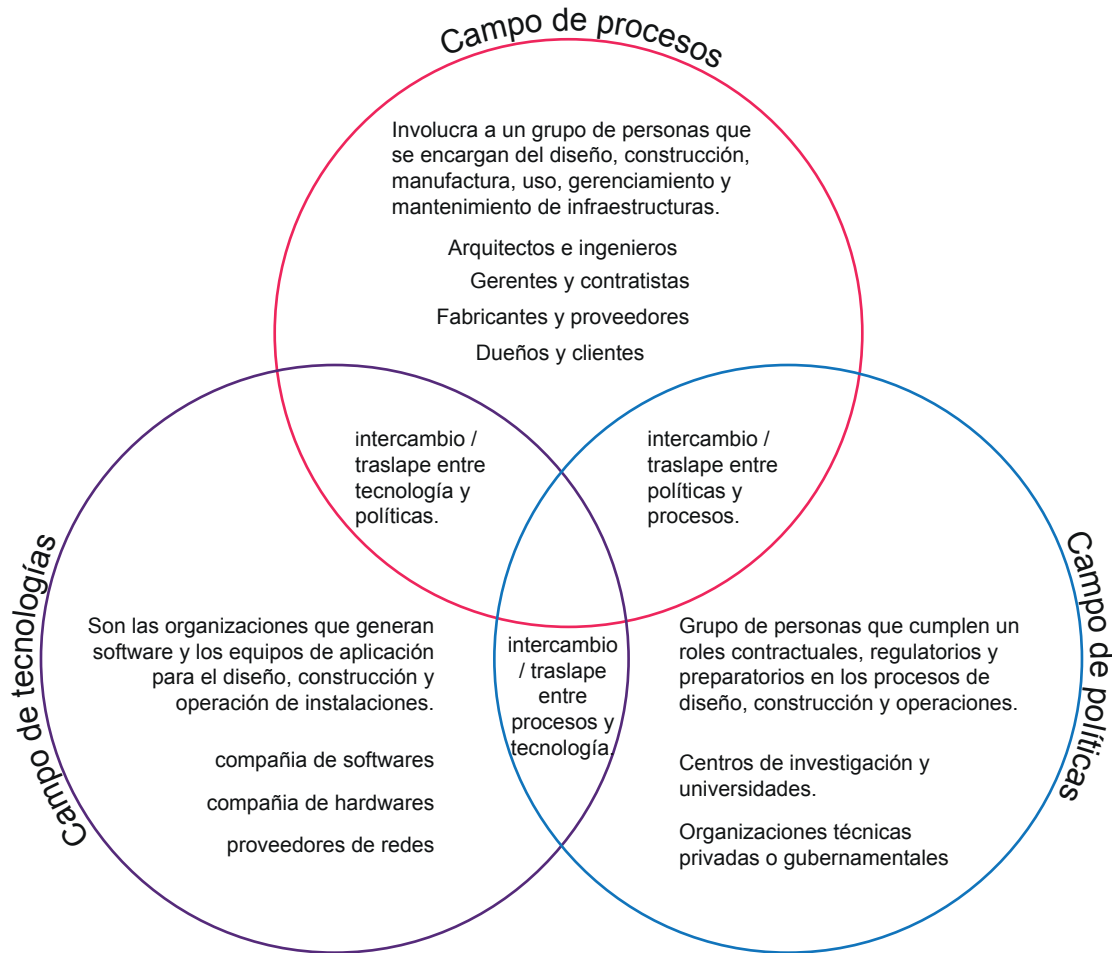 Campo de procesos
Involucra a un grupo de personas que
se encargan del diseño, construcción,
manufactura, uso, gerenciamiento y
mantenimiento de infraestructuras.
Arquitectos e ingenieros
Gerentes y contratistas
Fabricantes y proveedores
Dueños y clientes
intercambio /
traslape entre
tecnología y
políticas.
intercambio /
traslape entre
políticas y
procesos.
Campo de tecnologías
Son las organizaciones que generan
software y los equipos de aplicación
para el diseño, construcción y
operación de instalaciones.
compañia de softwares
compañia de hardwares
proveedores de redes
intercambio
/ traslape
entre
procesos y
tecnología.
Campo de políticas
Grupo de personas que cumplen un
roles contractuales, regulatorios y
preparatorios en los procesos de
diseño, construcción y operaciones.
Centros de investigación y
universidades.
Organizaciones técnicas
privadas o gubernamentales